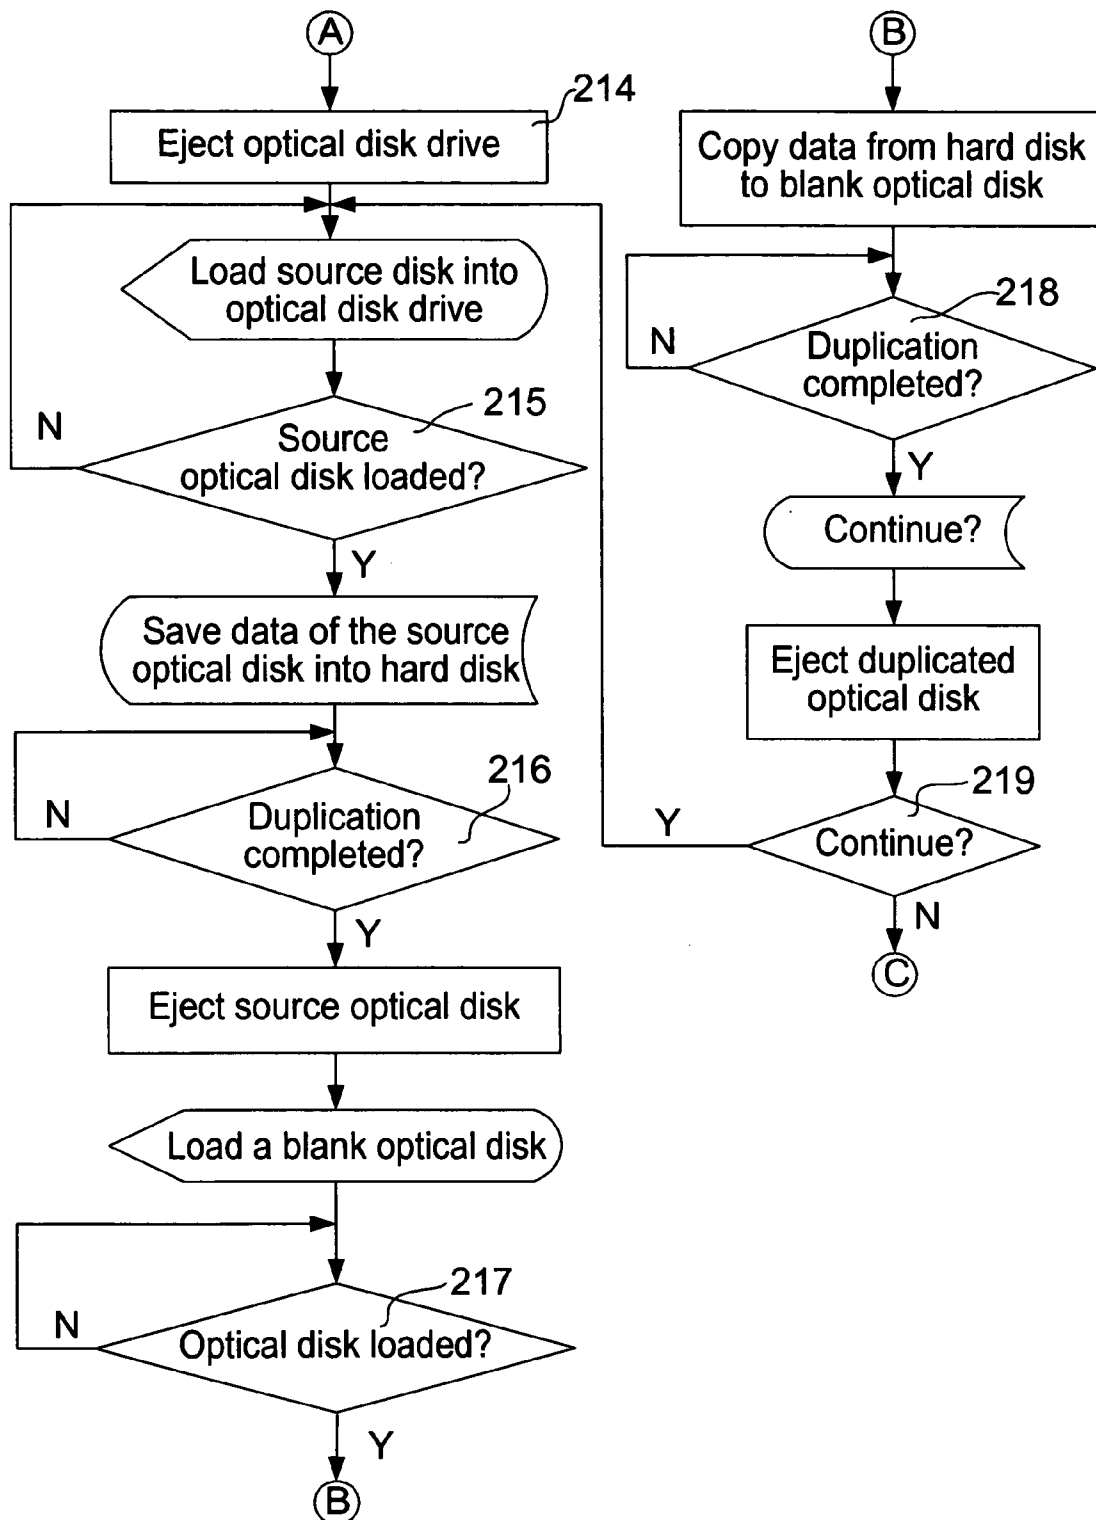 A
214
Eject optical disk drive
Load source disk into
optical disk drive
215
N
Source
optical disk loaded?
Y
Save data of the source
optical disk into hard disk
216
N
Duplication
completed?
Y
Eject source optical disk
Load a blank optical disk
217
N
Optical disk loaded?
Y
B
B
Copy data from hard disk
to blank optical disk
218
N
Duplication
completed?
Y
Continue?
Eject duplicated
optical disk
219
Y
Continue?
N
C